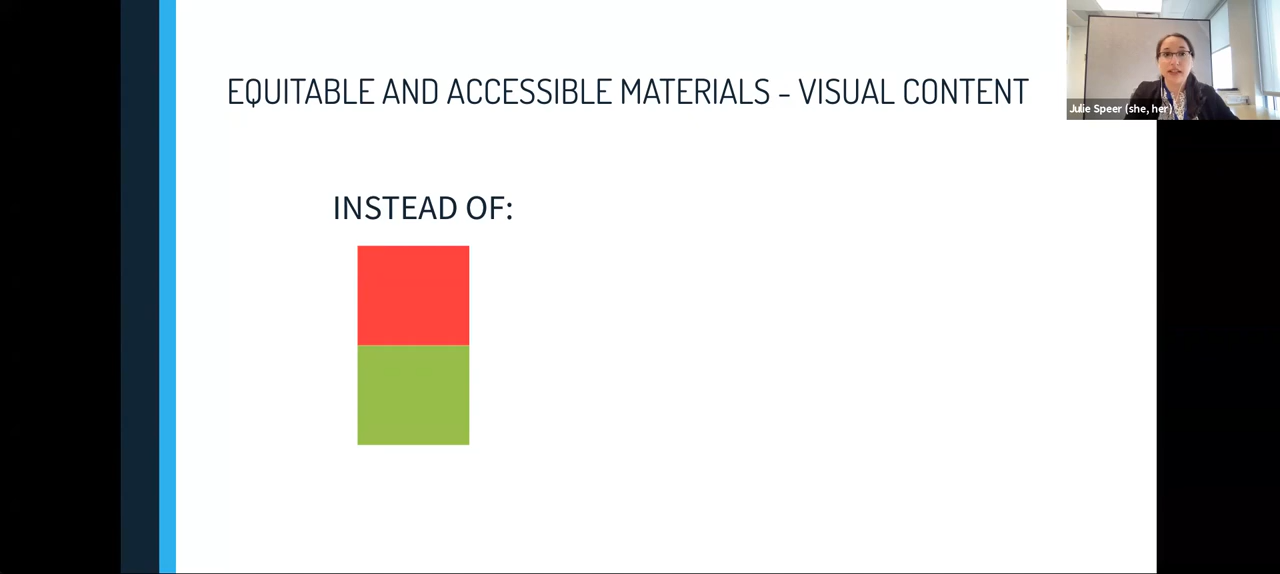 EQUITABLE AND ACCESSIBLE MATERIALS - VISUAL CONTENT
Julie Speer (she, her)
INSTEAD OF: